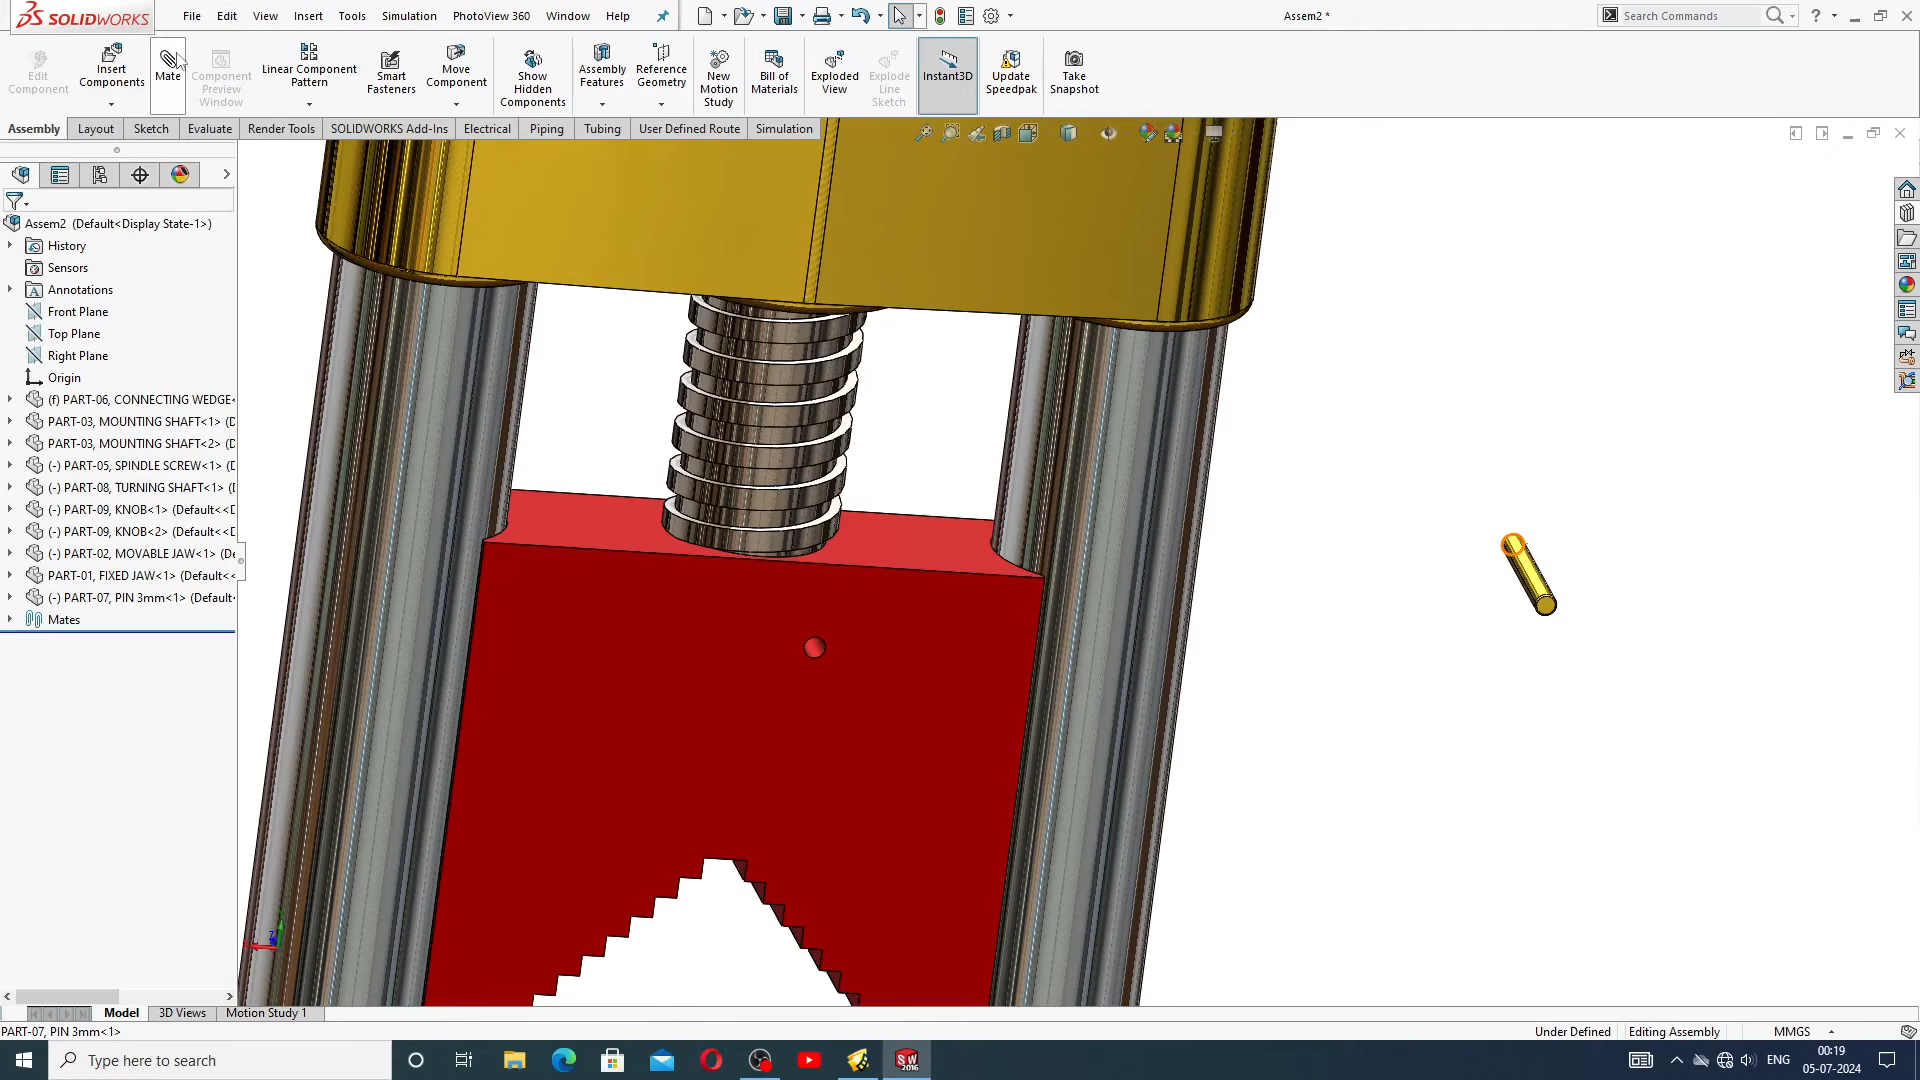 SOLIDWORKS File Edit View Insert Tools Simulation PhotoView 360 Window Help Assem2 * Search Commands ?
Edit Component
Insert Components
Mate
Component Preview Window
Linear Component Pattern
Smart Fasteners
Move Component
Show Hidden Components
Assembly Features
Reference Geometry
New Motion Study
Bill of Materials
Exploded View
Explode Line Sketch
Instant3D
Update Speedpak
Take Snapshot
Assembly Layout Sketch Evaluate Render Tools SOLIDWORKS Add-Ins Electrical Piping Tubing User Defined Route Simulation
Assem2 (Default<Display State-1>)
History
Sensors
Annotations
Front Plane
Top Plane
Right Plane
Origin
(f) PART-06, CONNECTING WEDGE<
PART-03, MOUNTING SHAFT<1> (D
PART-03, MOUNTING SHAFT<2> (D
(-) PART-05, SPINDLE SCREW<1> (D
(-) PART-08, TURNING SHAFT<1> (D
(-) PART-09, KNOB<1> (Default<<D
(-) PART-09, KNOB<2> (Default<<D
(-) PART-02, MOVABLE JAW<1> (De
PART-01, FIXED JAW<1> (Default<<
(-) PART-07, PIN 3mm<1> (Default<
Mates
Z
Model 3D Views Motion Study 1
PART-07, PIN 3mm<1> Under Defined Editing Assembly MMGS
Type here to search
SW
2016
ENG
00:19
05-07-2024